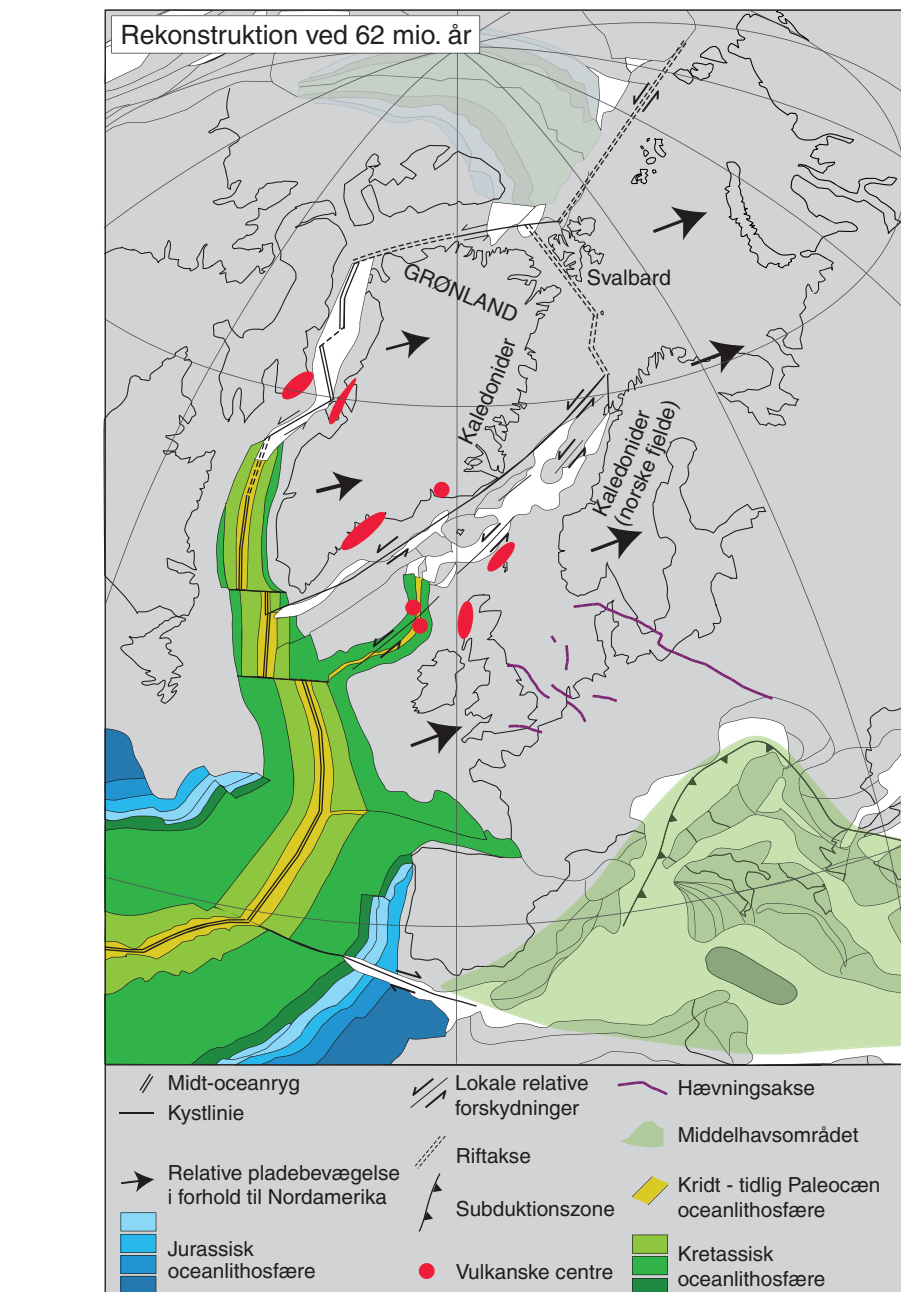 Rekonstruktion ved 62 mio. år
Svalbard
GRØNLAND
Kaledonider
Kaledonider
(norske fjelde)
Midt-oceanryg
Kystlinie
Relative pladebevægelse
i forhold til Nordamerika
Jurassisk
oceanlithosfære
Lokale relative
forskydninger
Riftakse
Subduktionszone
Vulkanske centre
Hævningsakse
Middelhavsområdet
Kridt - tidlig Paleocæn
oceanlithosfære
Kretassisk
oceanlithosfære